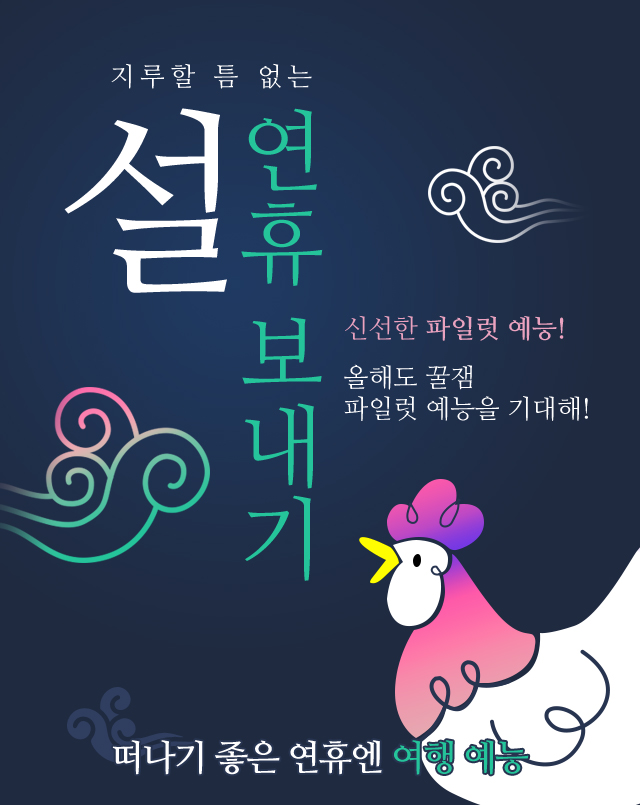 지루할 틈 없는
설
연휴 보내기
신선한 파일럿 예능!
올해도 꿀잼
파일럿 예능을 기대해!
떠나기 좋은 연휴엔 여행 예능